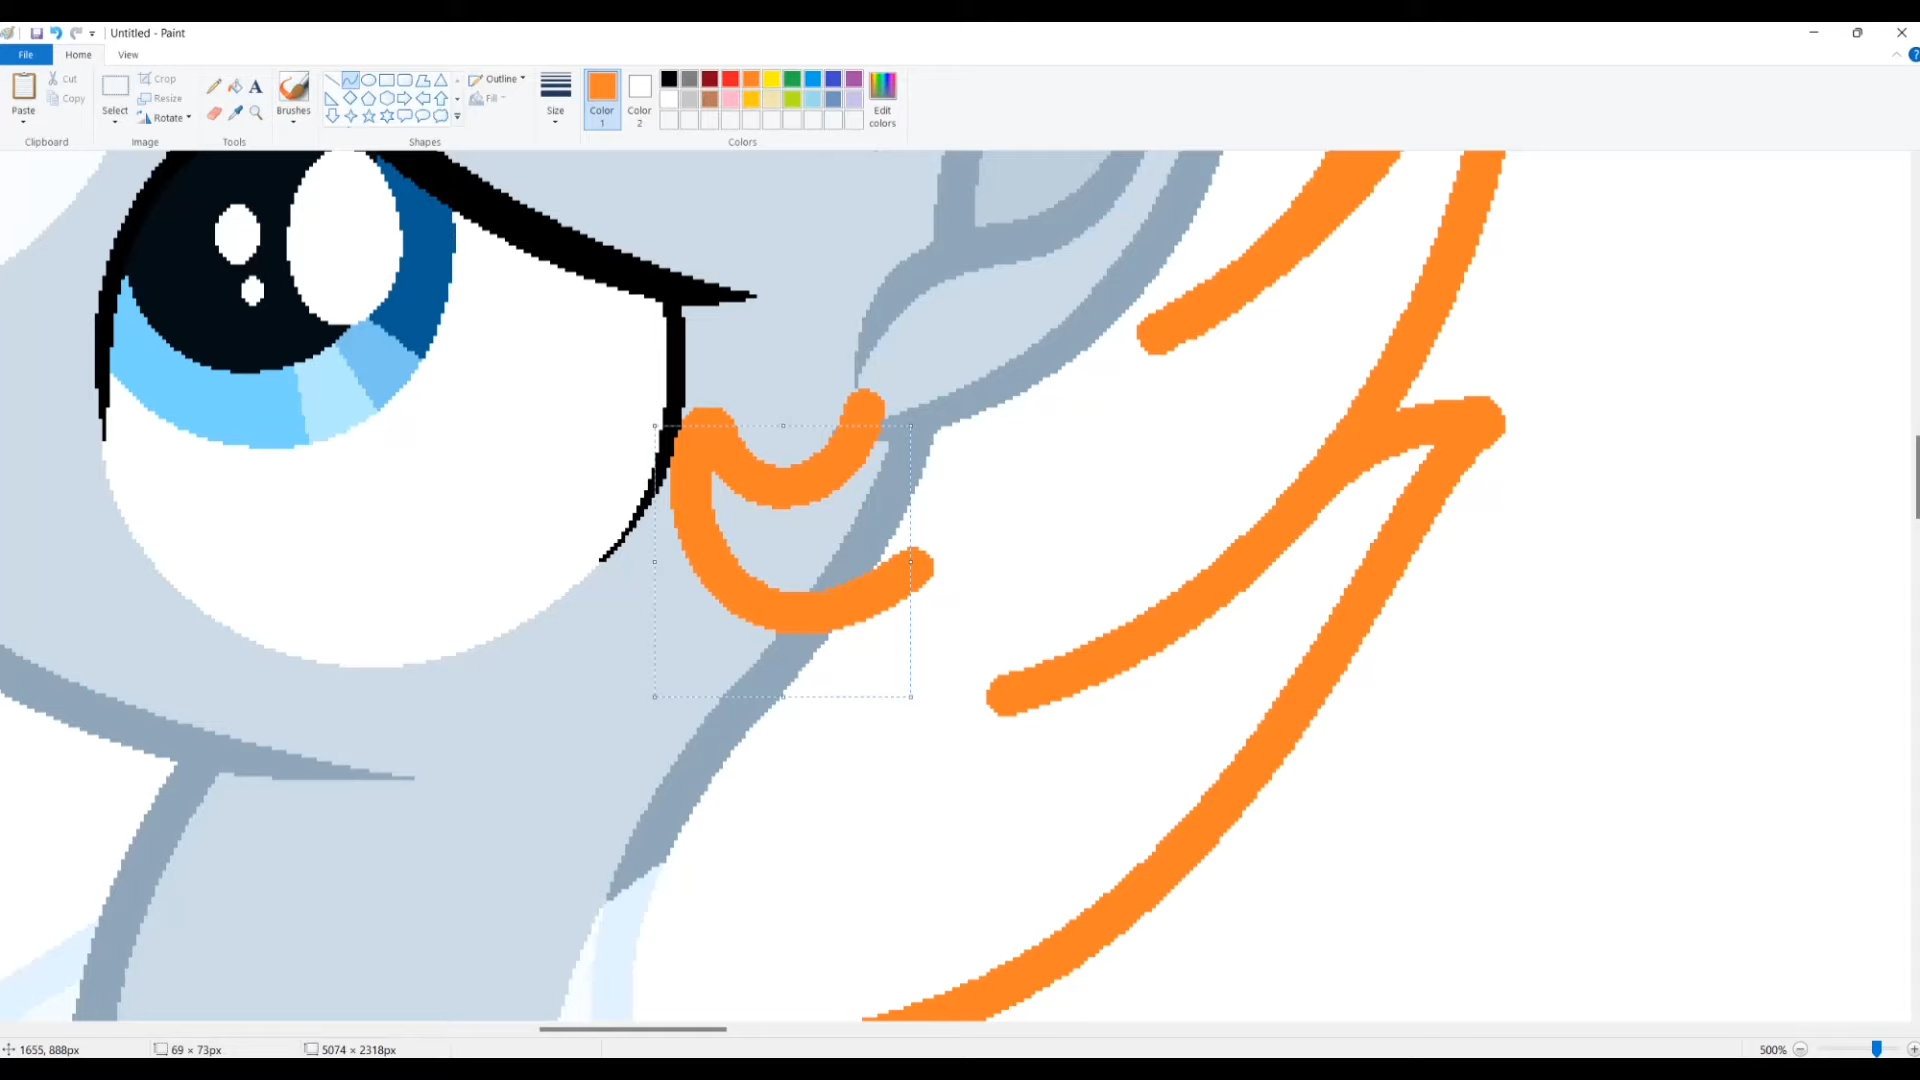 Untitled - Paint
File Home View
Paste
Cut
Copy
Clipboard
Select
Crop
Resize
Rotate
Image
A
Tools
Brushes
Shapes
Outline
Fill
Size
Color 1
Color 2
Edit colors
Colors
1655, 888px
69 × 73px
5074 × 2318px
500%